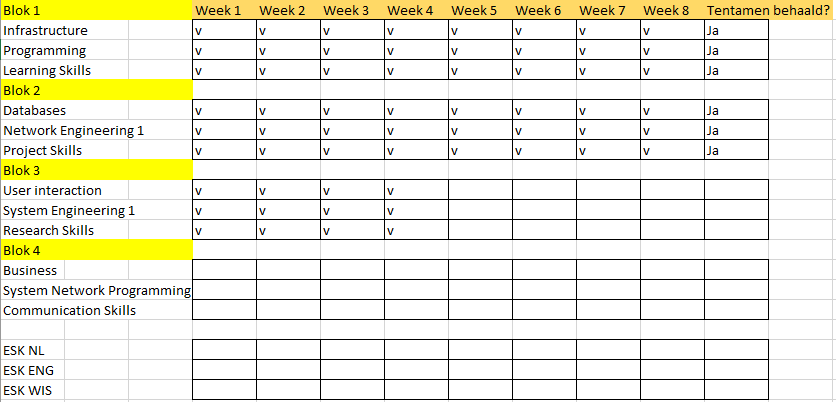 Blok 1 Week 1 Week 2 Week 3 Week 4 Week 5 Week 6 Week 7 Week 8 Tentamen behaald?
Infrastructure v v v v v v v v Ja
Programming v v v v v v v v Ja
Learning Skills v v v v v v v v Ja
Blok 2
Databases v v v v v v v v Ja
Network Engineering 1 v v v v v v v v Ja
Project Skills v v v v v v v v Ja
Blok 3
User interaction v v v v
System Engineering 1 v v v v
Research Skills v v v v
Blok 4
Business
System Network Programming
Communication Skills
ESK NL
ESK ENG
ESK WIS